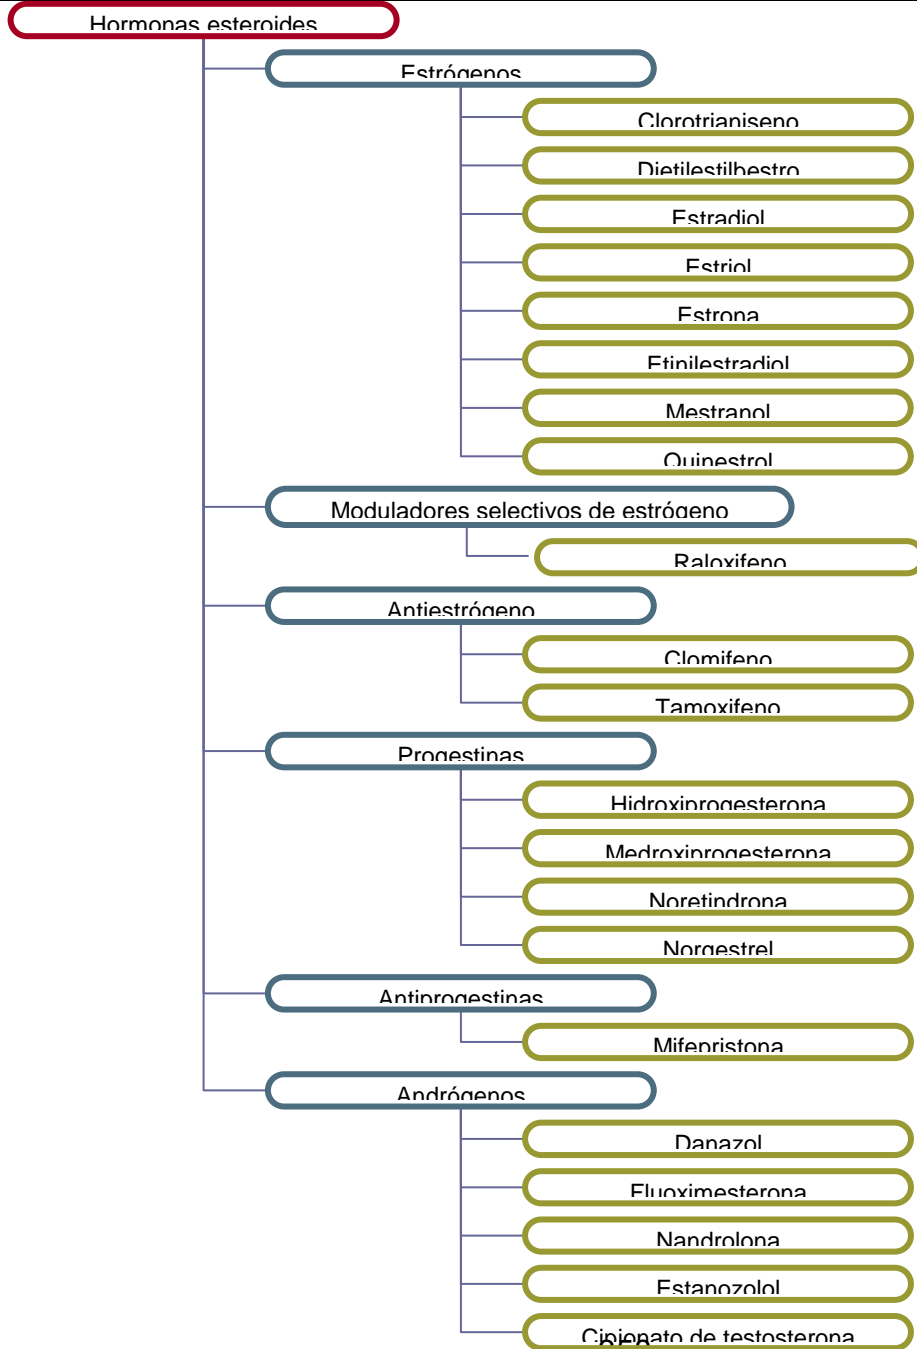 Hormonas esteroides
Estrógenos
Clorotrianiseno
Dietilestilbestro
Estradiol
Estriol
Estrona
Etinilestradiol
Mestranol
Quinestrol
Moduladores selectivos de estrógeno
Raloxifeno
Antiestrógeno
Clomifeno
Tamoxifeno
Progestinas
Hidroxiprogesterona
Medroxiprogesterona
Noretindrona
Norgestrel
Antiprogestinas
Mifepristona
Andrógenos
Danazol
Fluoximesterona
Nandrolona
Estanozolol
Cipionato de testosterona